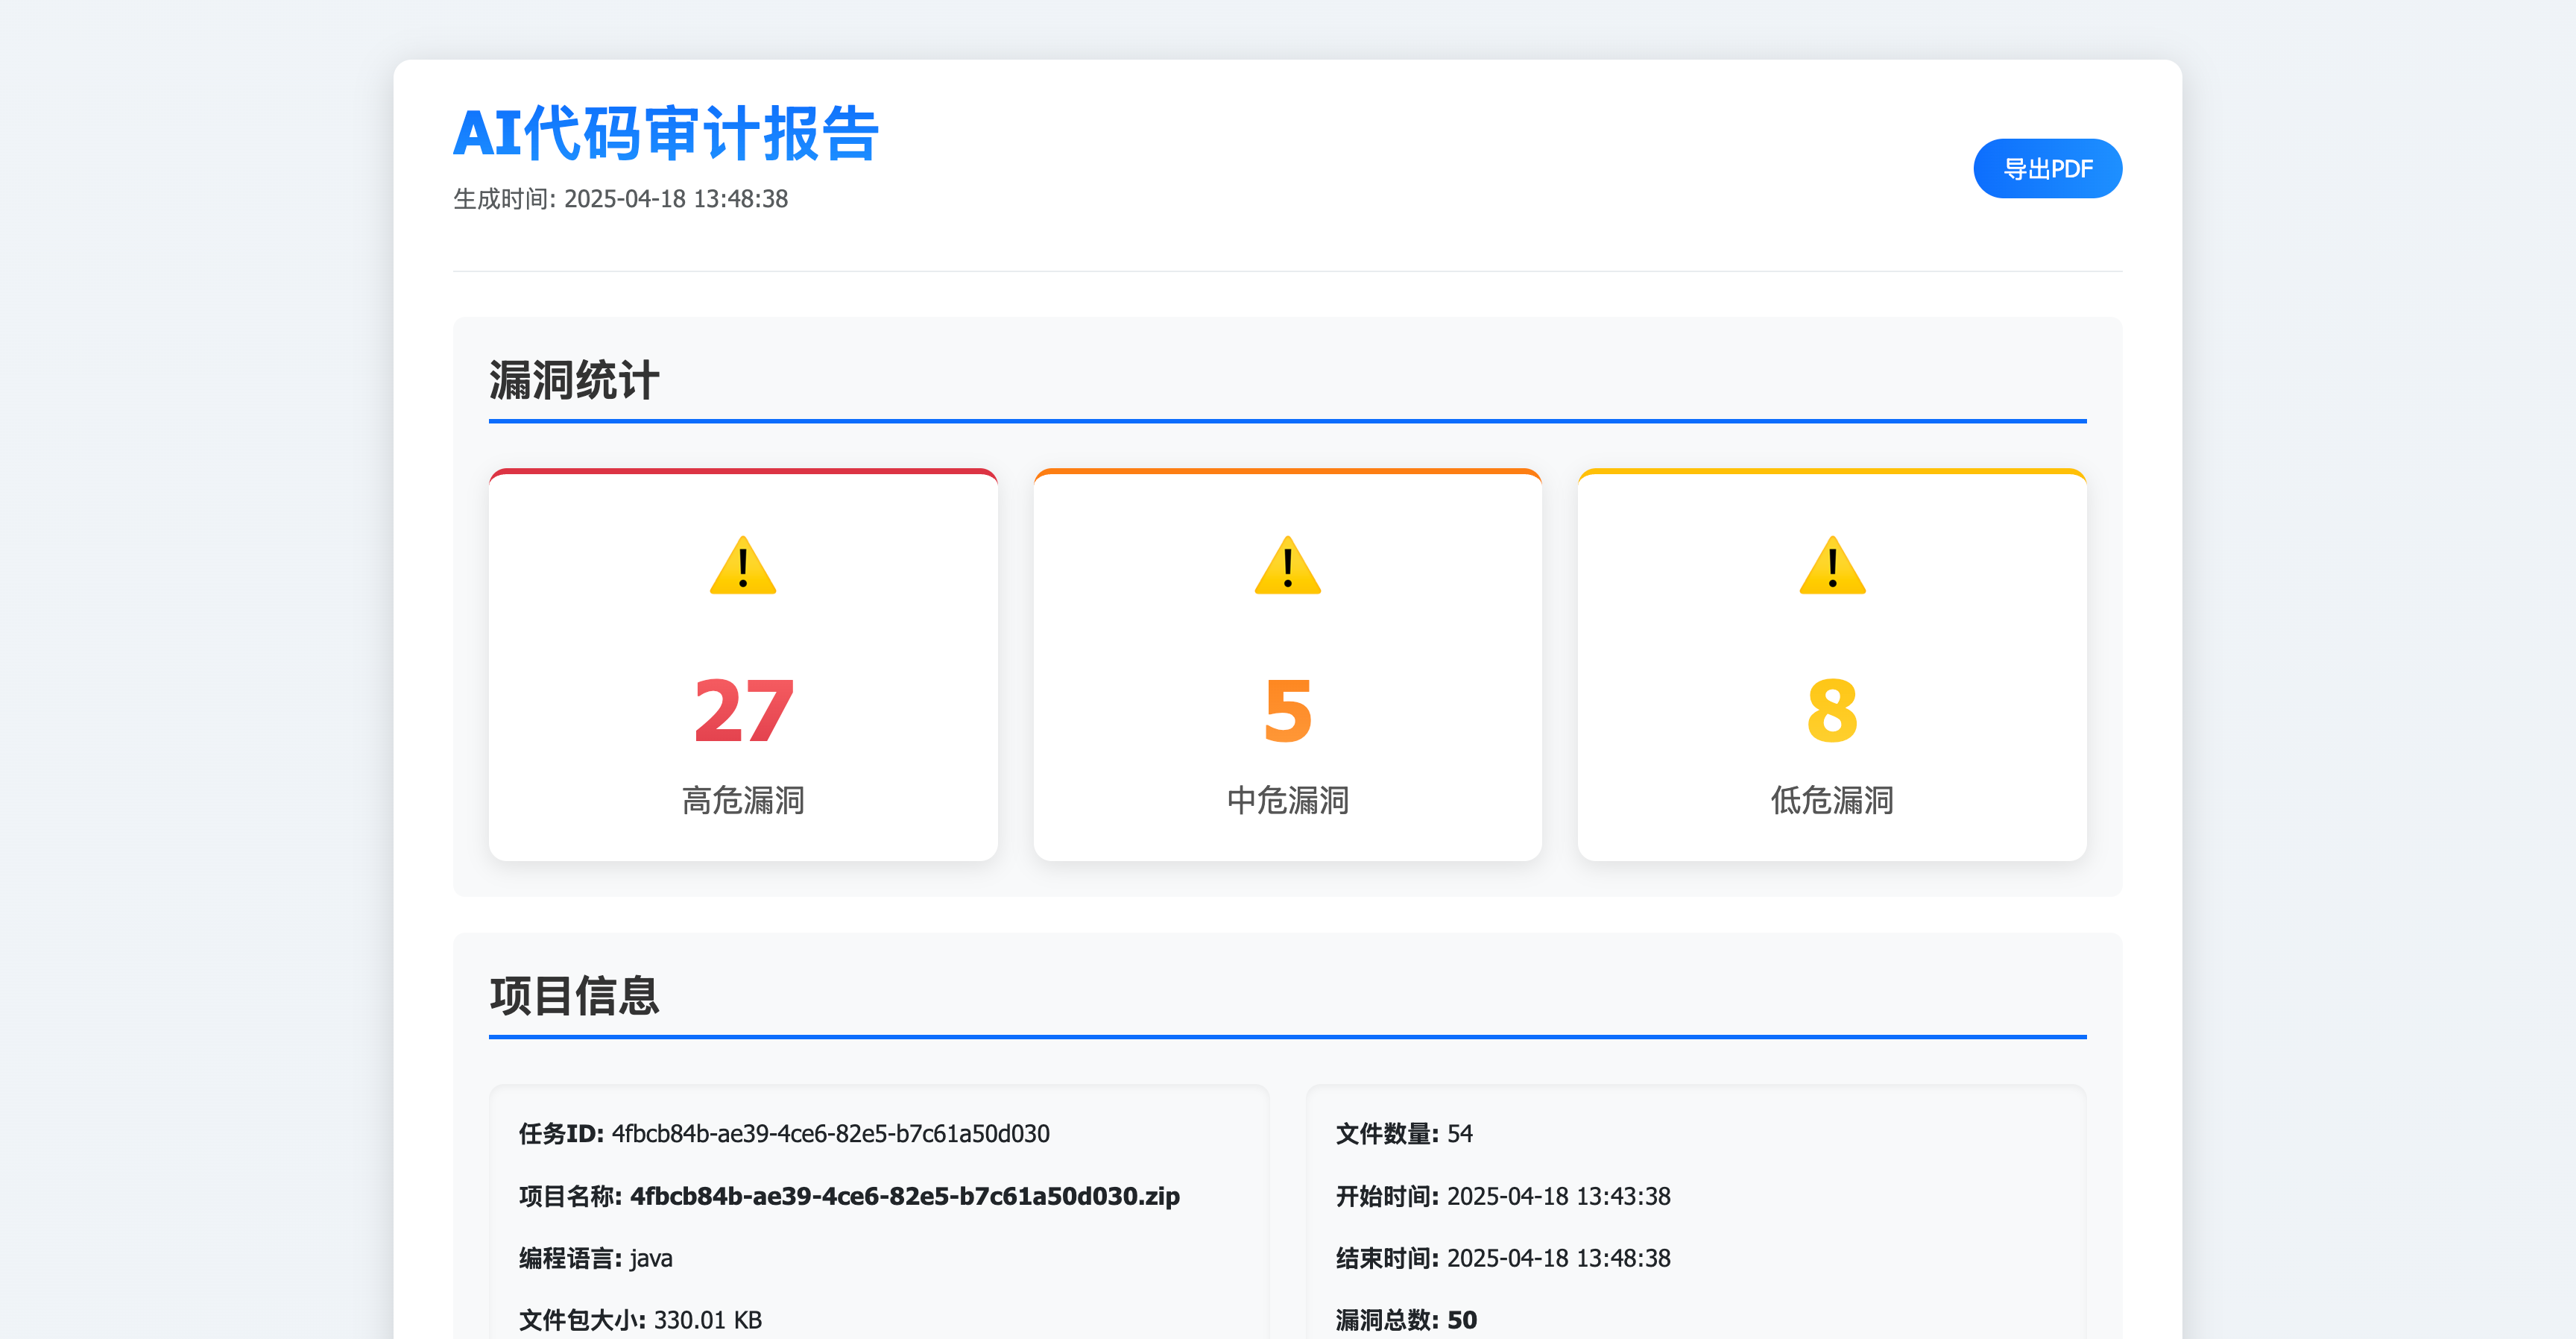 AI代码审计报告
生成时间: 2025-04-18 13:48:38
导出PDF
漏洞统计
27
高危漏洞
5
中危漏洞
8
低危漏洞
项目信息
任务ID: 4fbcb84b-ae39-4ce6-82e5-b7c61a50d030
项目名称: 4fbcb84b-ae39-4ce6-82e5-b7c61a50d030.zip
编程语言: java
文件包大小: 330.01 KB
文件数量: 54
开始时间: 2025-04-18 13:43:38
结束时间: 2025-04-18 13:48:38
漏洞总数: 50